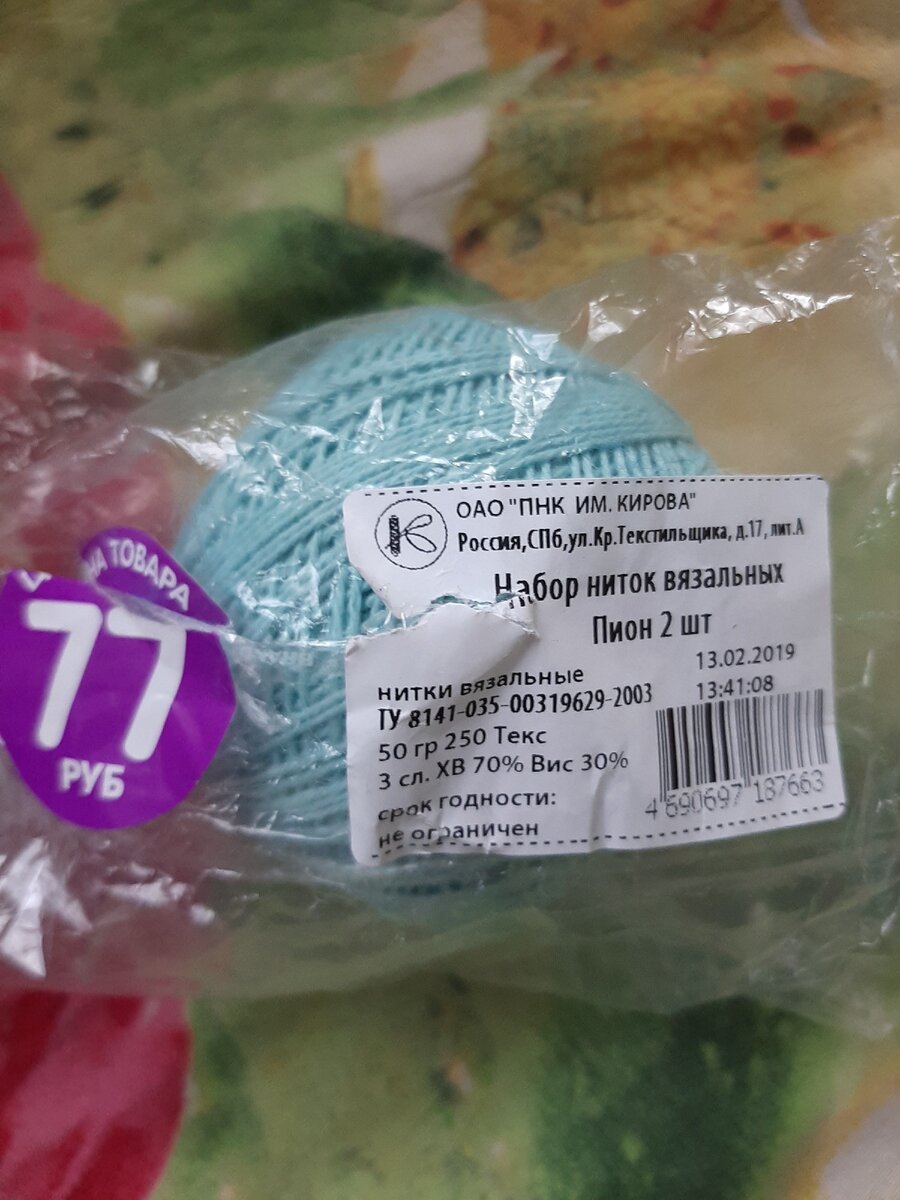 НА ТОВАРА
77
РУБ
ОАО "ПНК ИМ. КИРОВА"
Россия,СПб,ул.Кр.Текстильщика, д.17, лит.А
Набор ниток вязальных
Пион 2 шт
13.02.2019
13:41:08
нитки вязальные
ТУ 8141-035-00319629-2003
50 гр 250 Текс
3 сл. ХВ 70% Вис 30%
срок годности:
не ограничен
4 690697 187663